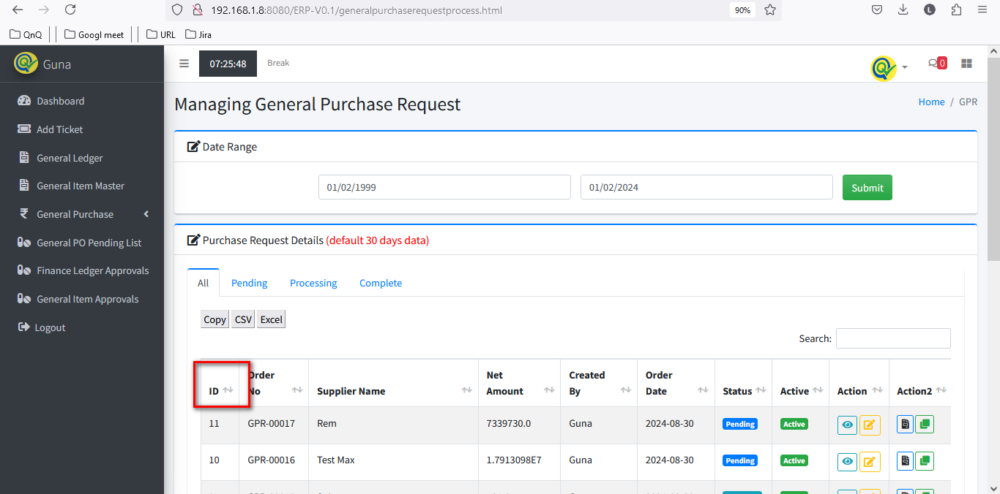 192.168.1.8:8080/ERP-V0.1/generalpurchaserequestprocess.html
90%
L
QnQ
Googl meet
URL
Jira
Guna
07:25:48
Break
0
Dashboard
Add Ticket
General Ledger
General Item Master
General Purchase
General PO Pending List
Finance Ledger Approvals
General Item Approvals
Logout
Managing General Purchase Request
Home / GPR
Date Range
01/02/1999
01/02/2024
Submit
Purchase Request Details (default 30 days data)
All
Pending
Processing
Complete
Copy
CSV
Excel
Search:
ID
Order
No
Supplier Name
Net
Amount
Created
By
Order
Date
Status
Active
Action
Action2
11 GPR-00017 Rem 7339730.0 Guna 2024-08-30 Pending Active
10 GPR-00016 Test Max 1.7913098E7 Guna 2024-08-30 Pending Active